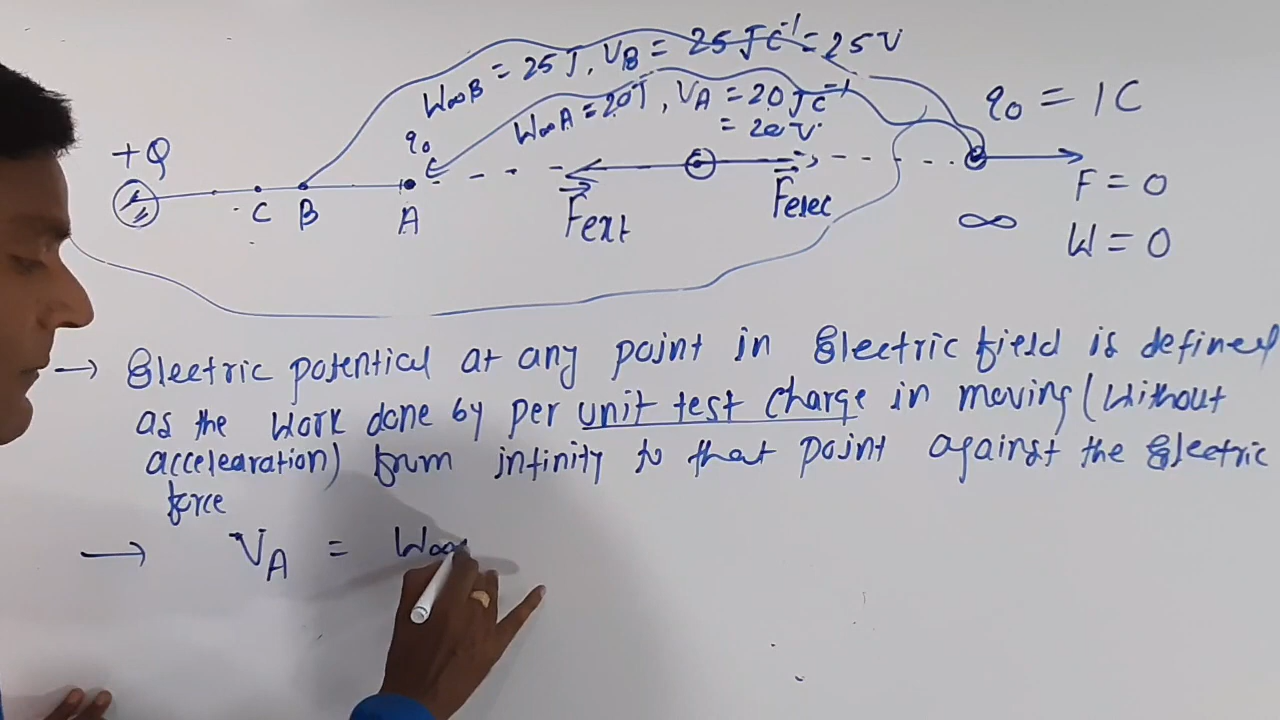 W∞B = 25 J, VB = 25 JC⁻¹ = 25 V
W∞A = 20 J, VA = 20 JC⁻¹
= 20 V
q0 = 1 C
+Q
q0
C B A
Fext
Felec
∞
F = 0
W = 0
→ Electric potential at any point in Electric field is defined
as the work done by per unit test charge in moving (without
accelearation) from infinity to that point against the Electric
force
→ VA = W∞